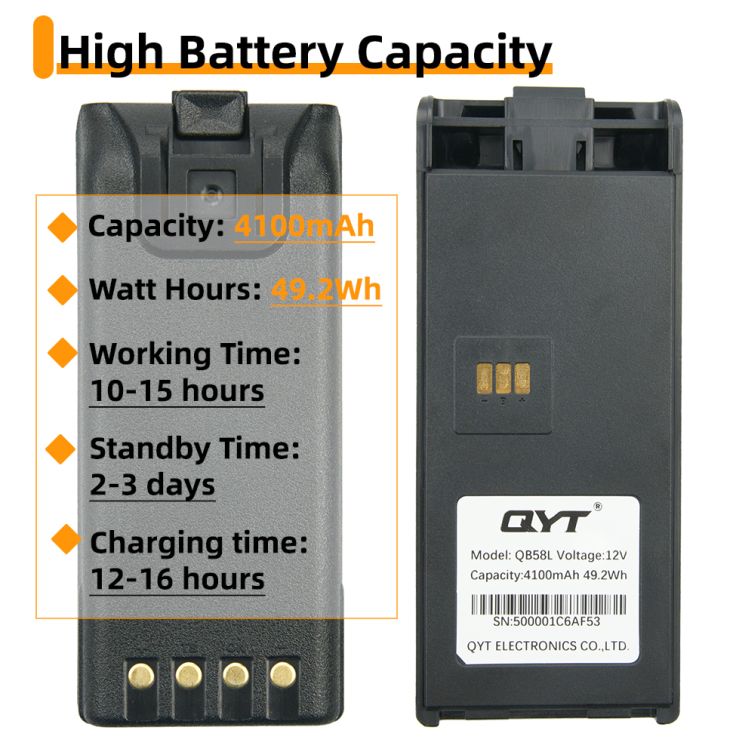 High Battery Capacity
Capacity: 4100mAh
Watt Hours: 49.2Wh
Working Time:
10-15 hours
Standby Time:
2-3 days
Charging time:
12-16 hours
QYT®
Model: QB58L Voltage:12V
Capacity:4100mAh 49.2Wh
SN:500001C6AF53
QYT ELECTRONICS CO.,LTD.